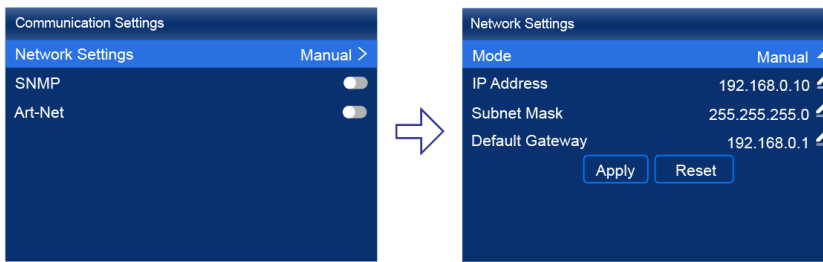 Communication Settings
Network Settings Manual >
SNMP
Art-Net
Network Settings
Mode Manual
IP Address 192.168.0.10
Subnet Mask 255.255.255.0
Default Gateway 192.168.0.1
Apply Reset